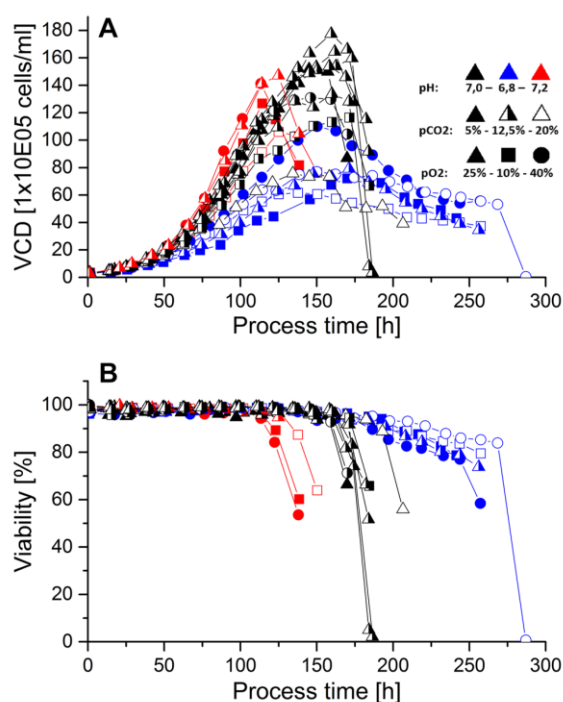 A
VCD [1x10E05 cells/ml]
180
160
140
120
100
80
60
40
20
0
pH: 7,0 – 6,8 – 7,2
pCO2: 5% - 12,5% - 20%
pO2: 25% - 10% - 40%
0 50 100 150 200 250 300
Process time [h]
B
Viability [%]
100
80
60
40
20
0
0 50 100 150 200 250 300
Process time [h]